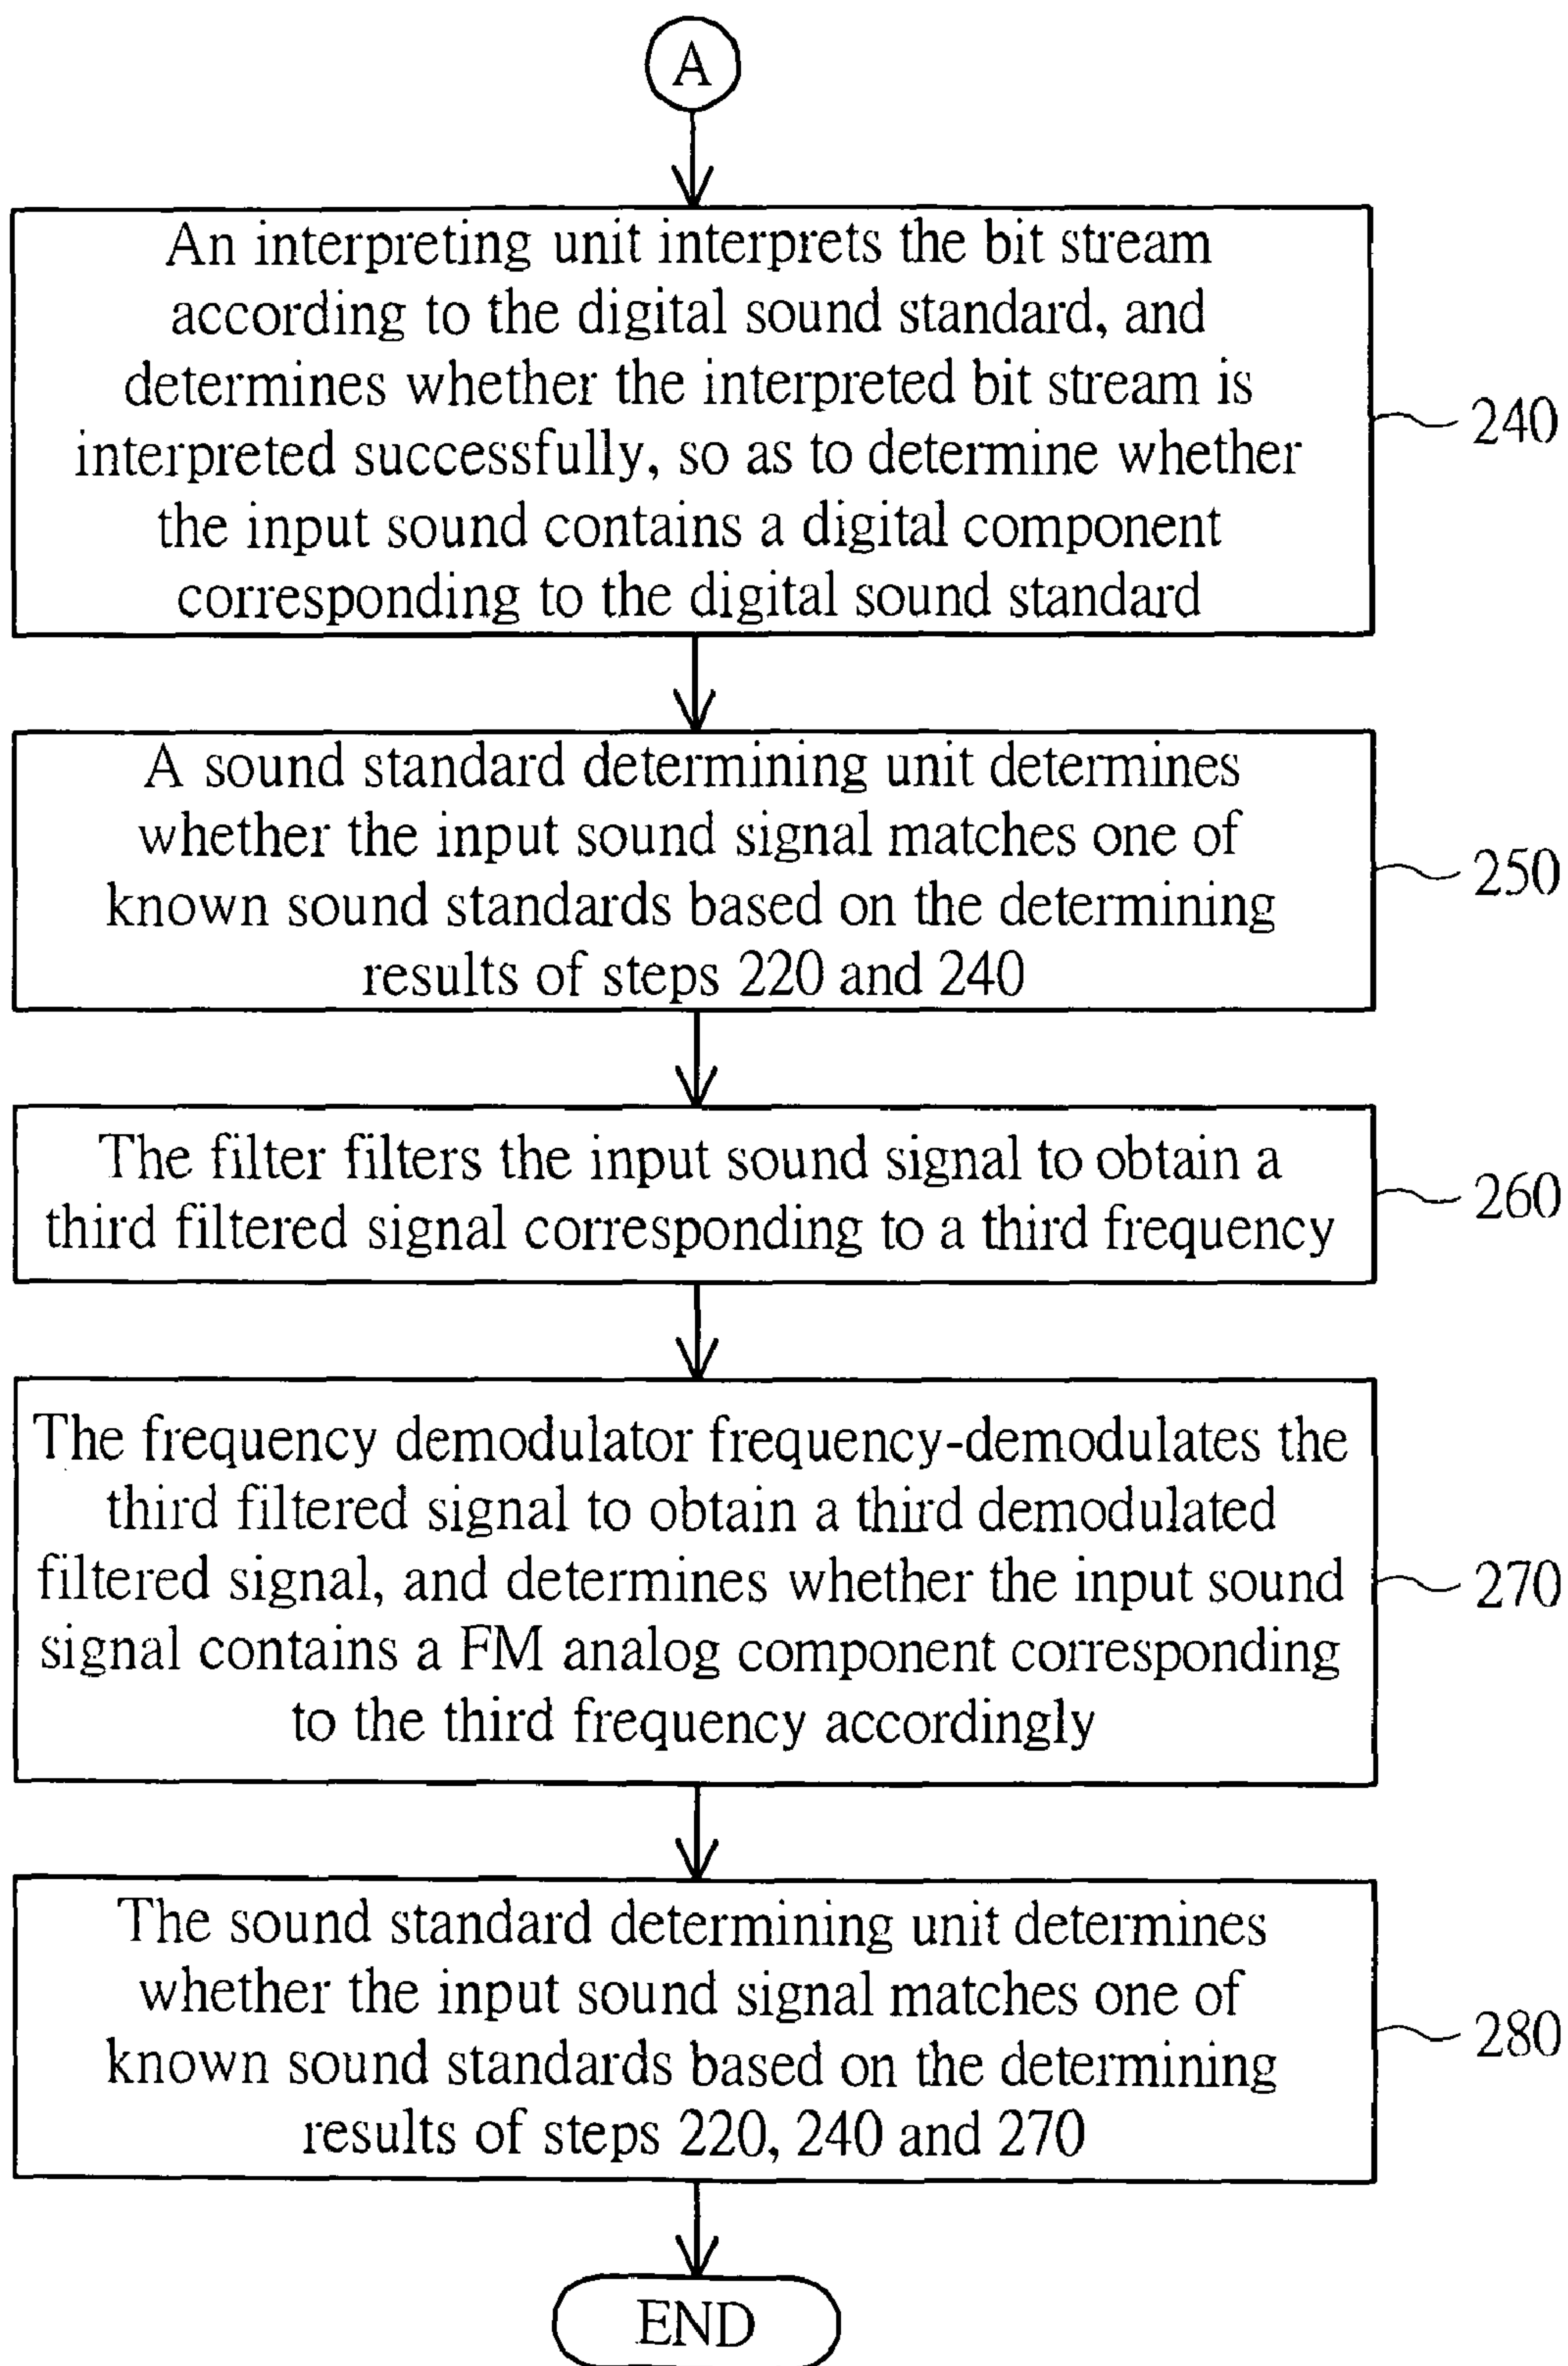 A
An interpreting unit interprets the bit stream
according to the digital sound standard, and
determines whether the interpreted bit stream is
interpreted successfully, so as to determine whether
the input sound contains a digital component
corresponding to the digital sound standard
240
A sound standard determining unit determines
whether the input sound signal matches one of
known sound standards based on the determining
results of steps 220 and 240
250
The filter filters the input sound signal to obtain a
third filtered signal corresponding to a third frequency
260
The frequency demodulator frequency-demodulates the
third filtered signal to obtain a third demodulated
filtered signal, and determines whether the input sound
signal contains a FM analog component corresponding
to the third frequency accordingly
270
The sound standard determining unit determines
whether the input sound signal matches one of
known sound standards based on the determining
results of steps 220, 240 and 270
280
END